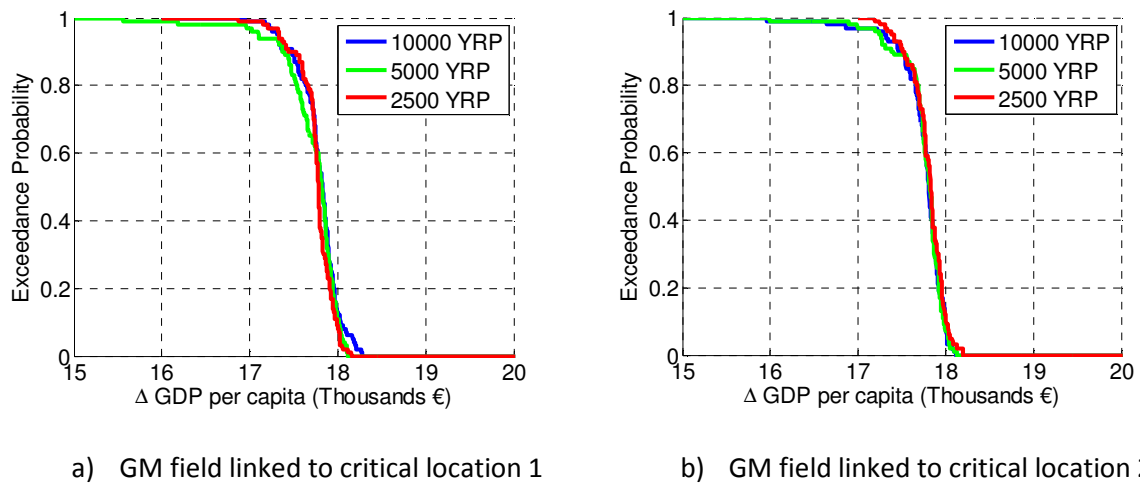 Exceedance Probability
1
0.8
0.6
0.4
0.2
0
10000 YRP
5000 YRP
2500 YRP
15 16 17 18 19 20
Δ GDP per capita (Thousands €)
a) GM field linked to critical location 1
Exceedance Probability
1
0.8
0.6
0.4
0.2
0
10000 YRP
5000 YRP
2500 YRP
15 16 17 18 19 20
Δ GDP per capita (Thousands €)
b) GM field linked to critical location